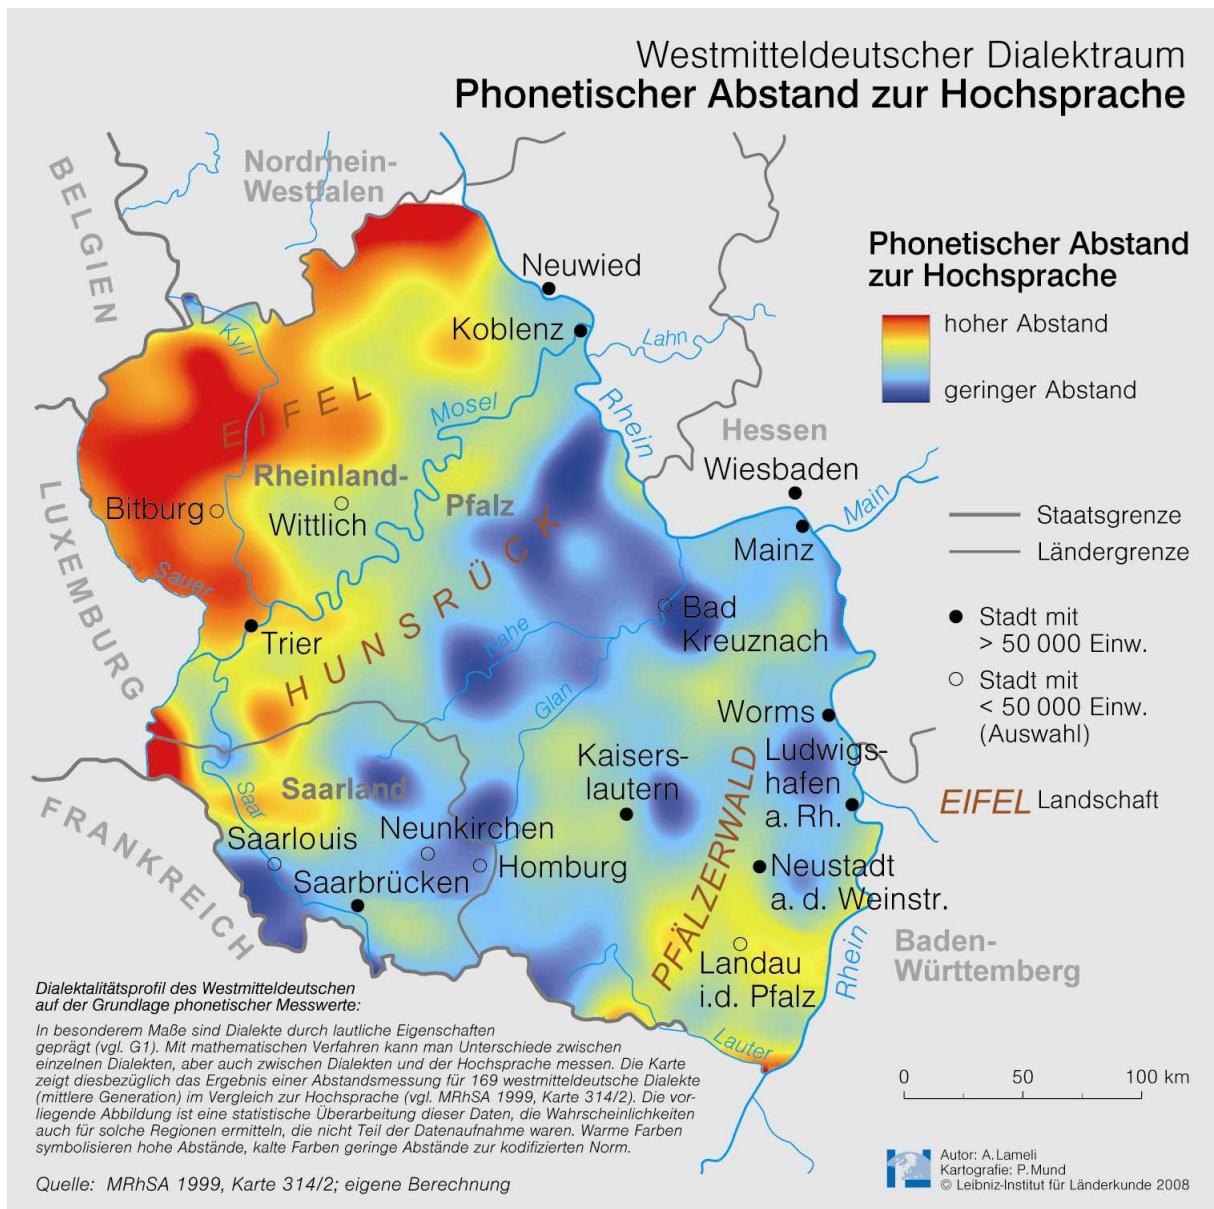 Westmitteldeutscher Dialektraum
Phonetischer Abstand zur Hochsprache
BELGIEN
Nordrhein-
Westfalen
Phonetischer Abstand
zur Hochsprache
hoher Abstand
geringer Abstand
Neuwied
Koblenz
Lahn
Kyll
EIFEL
Mosel
Rhein
Hessen
Wiesbaden
Main
Rheinland-
Pfalz
Bitburg
Wittlich
Mainz
LUXEMBURG
Staatsgrenze
Ländergrenze
Sauer
HUNSRÜCK
Nahe
Bad
Kreuznach
Trier
Stadt mit
> 50 000 Einw.
Stadt mit
< 50 000 Einw.
(Auswahl)
Glan
Worms
Kaisers-
lautern
Ludwigs-
hafen
a. Rh.
PFÄLZERWALD
EIFEL Landschaft
Saarland
Saar
FRANKREICH
Saarlouis
Neunkirchen
Homburg
Saarbrücken
Neustadt
a. d. Weinstr.
Baden-
Württemberg
Rhein
Landau
i.d. Pfalz
Lauter
Dialektalitätsprofil des Westmitteldeutschen
auf der Grundlage phonetischer Messwerte:
In besonderem Maße sind Dialekte durch lautliche Eigenschaften
geprägt (vgl. G1). Mit mathematischen Verfahren kann man Unterschiede zwischen
einzelnen Dialekten, aber auch zwischen Dialekten und der Hochsprache messen. Die Karte
zeigt diesbezüglich das Ergebnis einer Abstandsmessung für 169 westmitteldeutsche Dialekte
(mittlere Generation) im Vergleich zur Hochsprache (vgl. MRhSA 1999, Karte 314/2). Die vor-
liegende Abbildung ist eine statistische Überarbeitung dieser Daten, die Wahrscheinlichkeiten
auch für solche Regionen ermitteln, die nicht Teil der Datenaufnahme waren. Warme Farben
symbolisieren hohe Abstände, kalte Farben geringe Abstände zur kodifizierten Norm.
Quelle: MRhSA 1999, Karte 314/2; eigene Berechnung
0 50 100 km
Autor: A. Lameli
Kartografie: P. Mund
© Leibniz-Institut für Länderkunde 2008